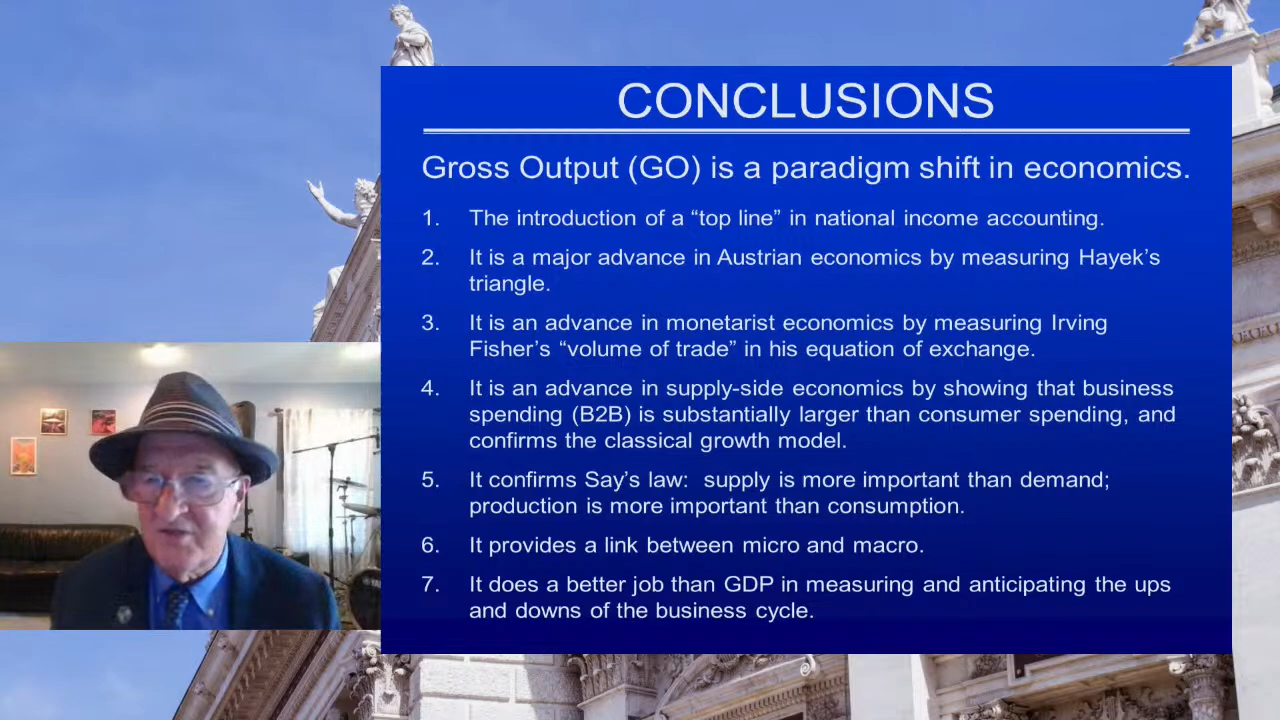 CONCLUSIONS
Gross Output (GO) is a paradigm shift in economics.
1. The introduction of a “top line” in national income accounting.
2. It is a major advance in Austrian economics by measuring Hayek’s
triangle.
3. It is an advance in monetarist economics by measuring Irving
Fisher’s “volume of trade” in his equation of exchange.
4. It is an advance in supply-side economics by showing that business
spending (B2B) is substantially larger than consumer spending, and
confirms the classical growth model.
5. It confirms Say’s law:  supply is more important than demand;
production is more important than consumption.
6. It provides a link between micro and macro.
7. It does a better job than GDP in measuring and anticipating the ups
and downs of the business cycle.